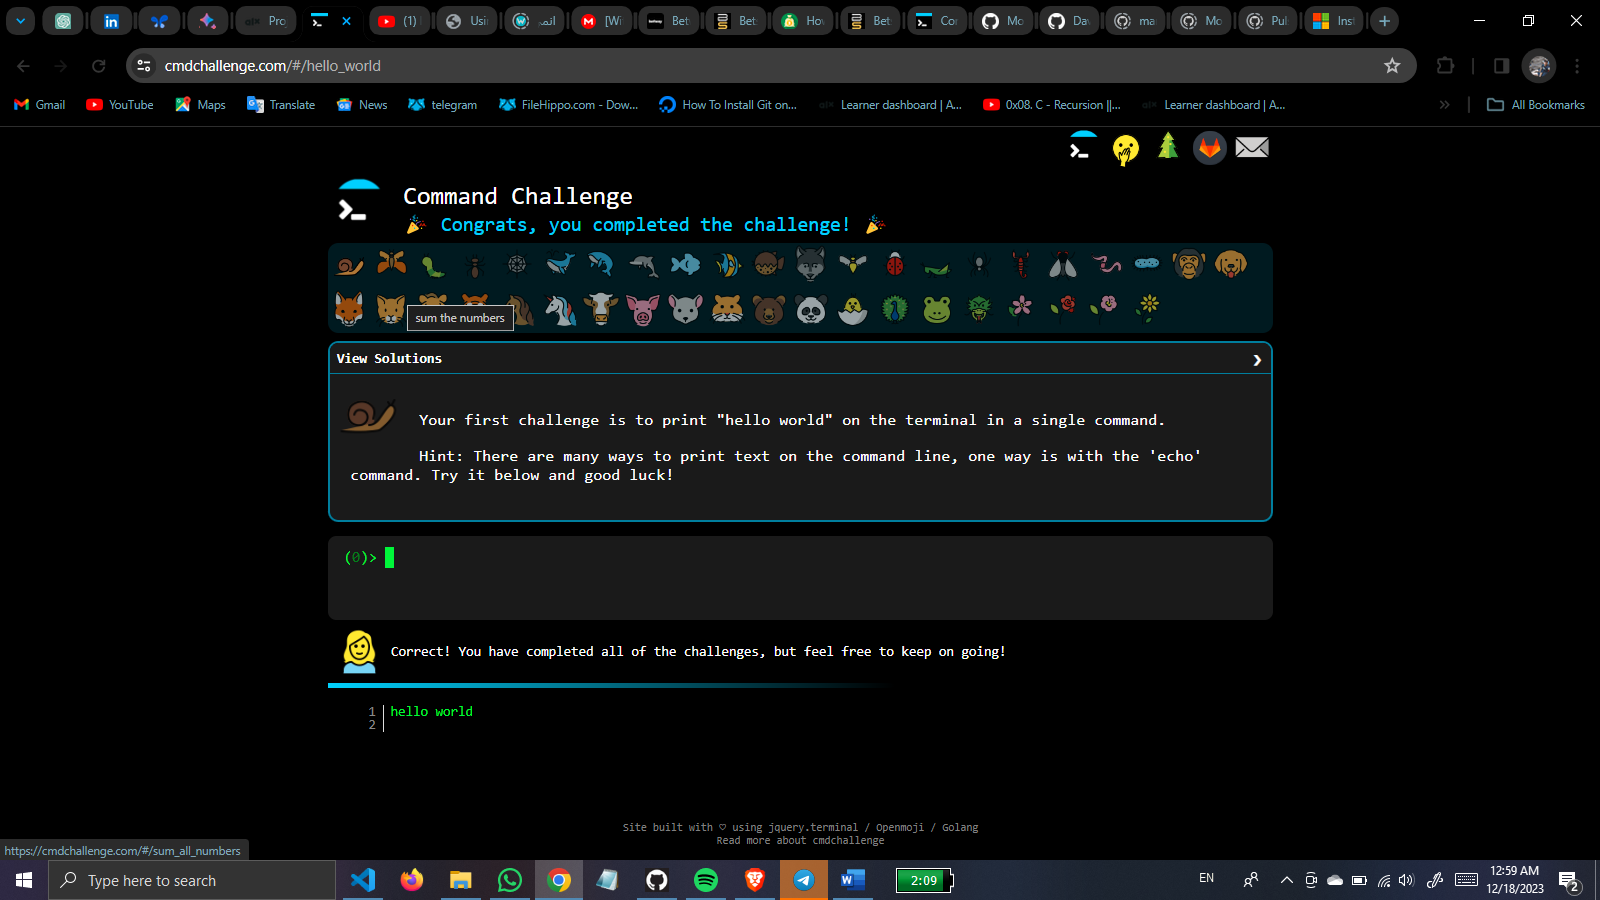 Pro
(1)
Usin
انص
[Wi
Bet
Bet
Hov
Bet
Con
Mo
Dav
ma
Mo
Pul
Inst
cmdchallenge.com/#/hello_world
Gmail
YouTube
Maps
Translate
News
telegram
FileHippo.com - Dow...
How To Install Git on...
Learner dashboard | A...
0x08. C - Recursion ||...
Learner dashboard | A...
All Bookmarks
Command Challenge
Congrats, you completed the challenge!
sum the numbers
View Solutions
Your first challenge is to print "hello world" on the terminal in a single command.
Hint: There are many ways to print text on the command line, one way is with the 'echo'
command. Try it below and good luck!
(0)>
Correct! You have completed all of the challenges, but feel free to keep on going!
1 hello world
2
Site built with ♡ using jquery.terminal / Openmoji / Golang
Read more about cmdchallenge
https://cmdchallenge.com/#/sum_all_numbers
Type here to search
2:09
EN
12:59 AM
12/18/2023
2